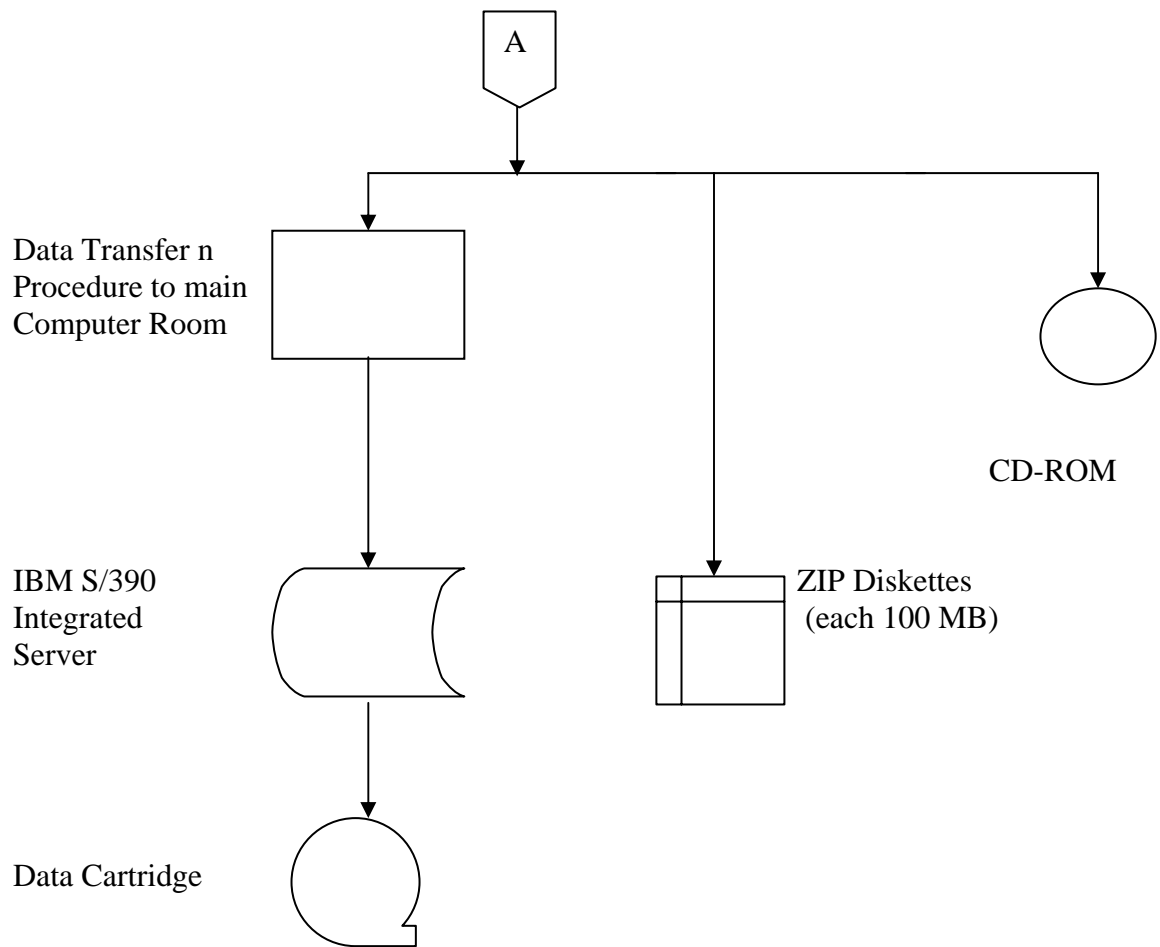 A
Data Transfer n
Procedure to main
Computer Room
CD-ROM
IBM S/390
Integrated
Server
ZIP Diskettes
(each 100 MB)
Data Cartridge